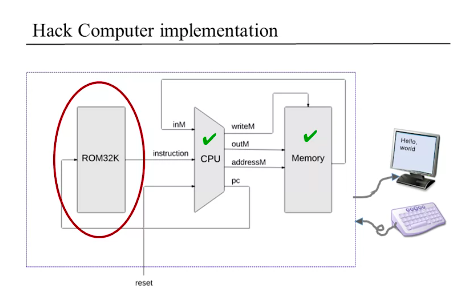 Hack Computer implementation
inM
writeM
outM
ROM32K
instruction
CPU
addressM
Memory
pc
reset
Hello,
world